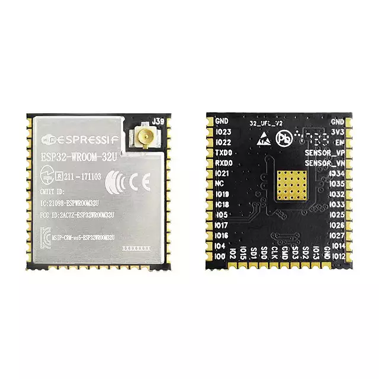 ESPRESSIF
J39
ESP32-WROOM-32U
211-171103
CMIIT ID:
IC:21098-ESPWROOM32U
FCC ID:2AC7Z-ESP32WROOM32U
32_UFL_V2
Pb
GND
IO23
IO22
TXD0
RXD0
IO21
NC
IO19
IO18
IO5
IO17
IO16
IO4
IO0
GND
3V3
EN
SENSOR_VP
SENSOR_VN
IO34
IO35
IO32
IO33
IO25
IO26
IO27
IO14
IO12
IO2
IO15
SD1
SD0
CLK
CMD
SD3
SD2
IO13
GND